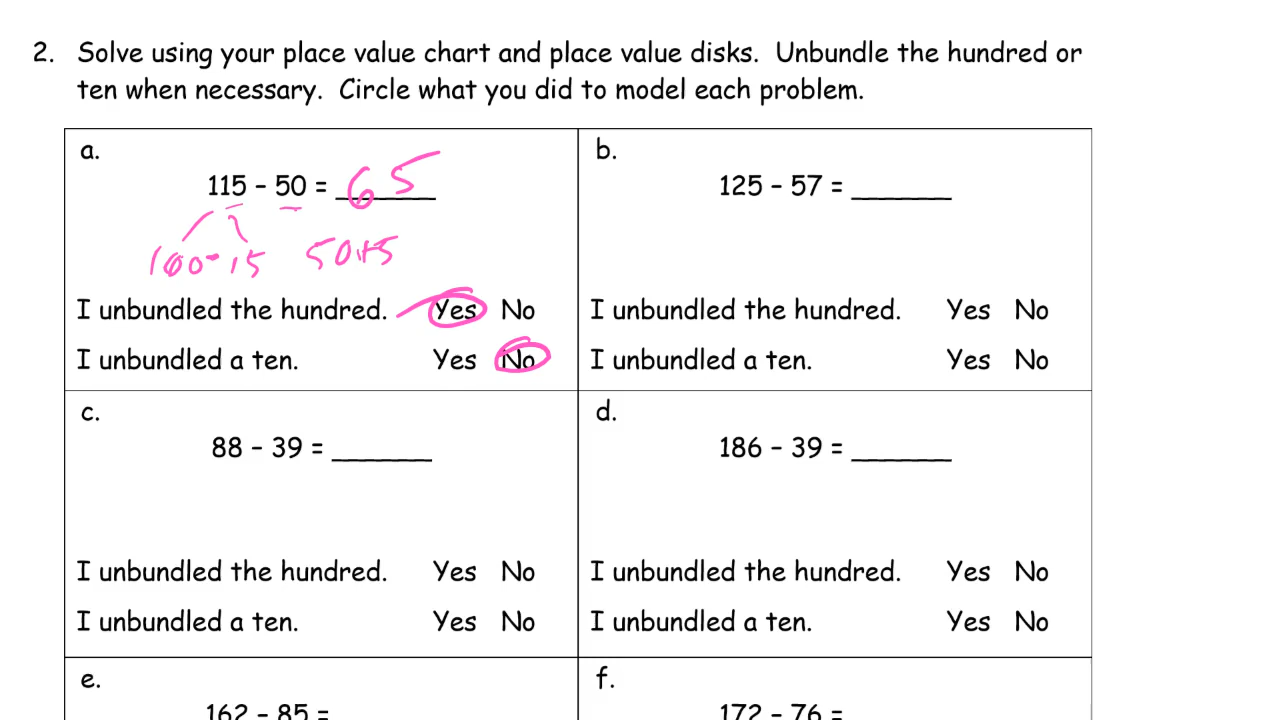 2. Solve using your place value chart and place value disks. Unbundle the hundred or
ten when necessary. Circle what you did to model each problem.
a.
115 – 50 = 65
100 - 15 50+15
I unbundled the hundred. Yes No
I unbundled a ten. Yes No
b.
125 – 57 = ______
I unbundled the hundred. Yes No
I unbundled a ten. Yes No
c.
88 – 39 = ______
I unbundled the hundred. Yes No
I unbundled a ten. Yes No
d.
186 – 39 = ______
I unbundled the hundred. Yes No
I unbundled a ten. Yes No
e.
162 – 85 =
f.
172 – 76 =